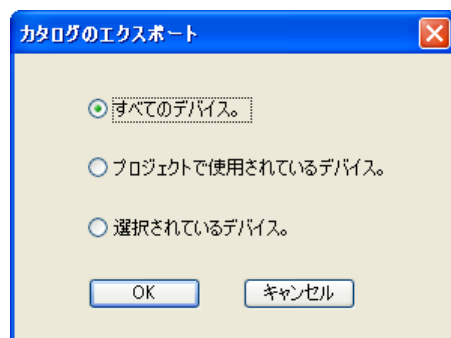 カタログのエクスポート
すべてのデバイス。
プロジェクトで使用されているデバイス。
選択されているデバイス。
OK
キャンセル